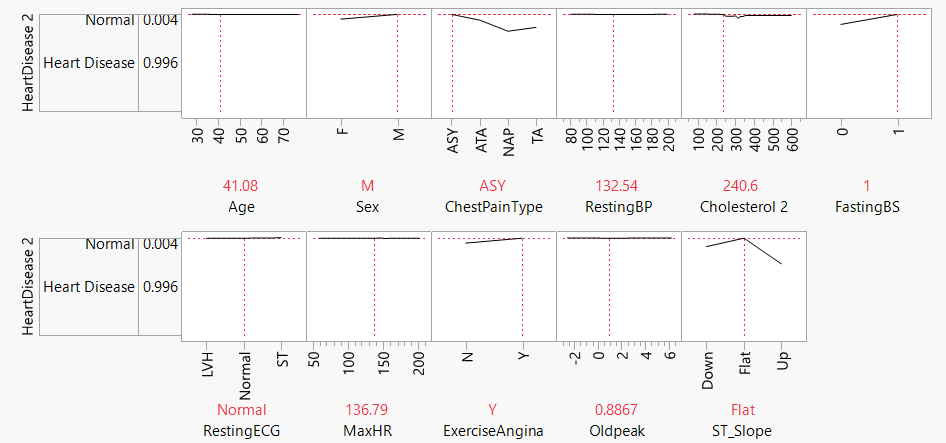 HeartDisease 2
Normal 0.004
Heart Disease 0.996
30 40 50 60 70
F M
ASY ATA NAP TA
80 100 120 140 160 180 200
100 200 300 400 500 600
0 1
41.08 M ASY 132.54 240.6 1
Age Sex ChestPainType RestingBP Cholesterol 2 FastingBS
HeartDisease 2
Normal 0.004
Heart Disease 0.996
LVH Normal ST
50 100 150 200
N Y
-2 0 2 4 6
Down Flat Up
Normal 136.79 Y 0.8867 Flat
RestingECG MaxHR ExerciseAngina Oldpeak ST_Slope